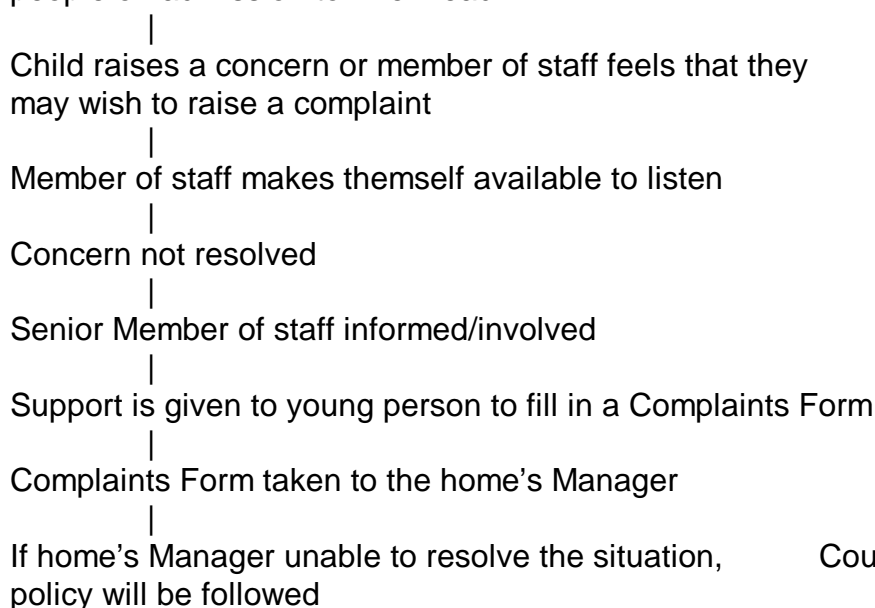 Child raises a concern or member of staff feels that they
may wish to raise a complaint
Member of staff makes themself available to listen
Concern not resolved
Senior Member of staff informed/involved
Support is given to young person to fill in a Complaints Form
Complaints Form taken to the home's Manager
If home's Manager unable to resolve the situation,
policy will be followed